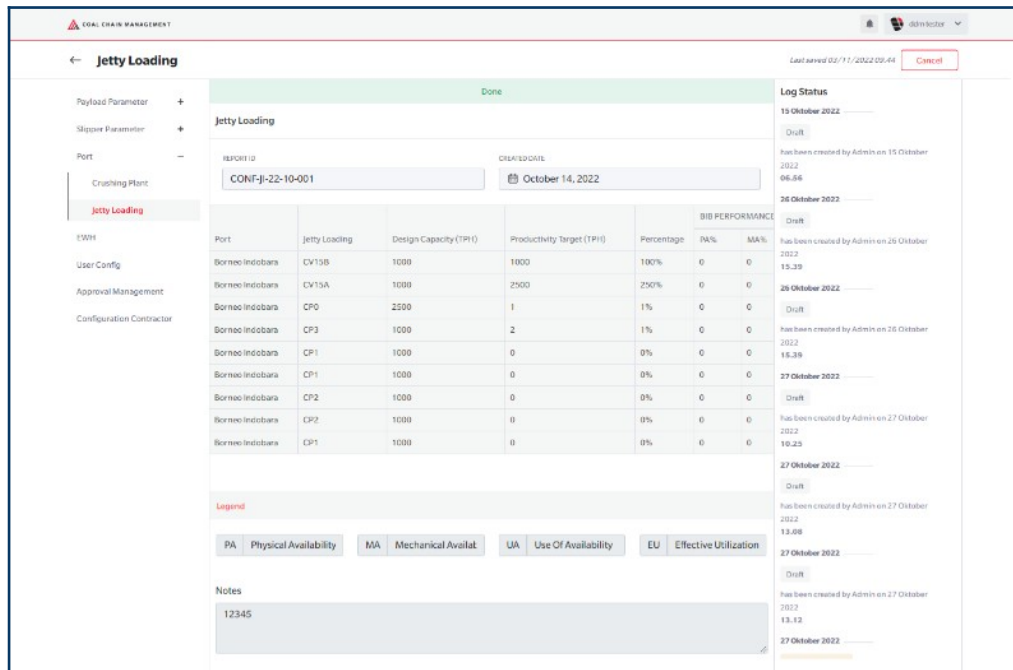 COAL CHAIN MANAGEMENT
ddmtester
← Jetty Loading
Last saved 03/11/2022 09.44
Cancel
Payload Parameter +
Slipper Parameter +
Port −
Crushing Plant
Jetty Loading
EWH
User Config
Approval Management
Configuration Contractor
Done
Jetty Loading
REPORT ID CREATED DATE
CONF-JI-22-10-001 October 14, 2022
BIB PERFORMANCE
Port Jetty Loading Design Capacity (TPH) Productivity Target (TPH) Percentage PA% MA%
Borneo Indobara CV15B 1000 1000 100% 0 0
Borneo Indobara CV15A 1000 2500 250% 0 0
Borneo Indobara CP0 2500 1 1% 0 0
Borneo Indobara CP3 1000 2 1% 0 0
Borneo Indobara CP1 1000 0 0% 0 0
Borneo Indobara CP1 1000 0 0% 0 0
Borneo Indobara CP2 1000 0 0% 0 0
Borneo Indobara CP2 1000 0 0% 0 0
Borneo Indobara CP1 1000 0 0% 0 0
Legend
PA Physical Availability MA Mechanical Availat UA Use Of Availability EU Effective Utilization
Notes
12345
Log Status
15 Oktober 2022
Draft
has been created by Admin on 15 Oktober
2022
06.56
26 Oktober 2022
Draft
has been created by Admin on 26 Oktober
2022
15.39
26 Oktober 2022
Draft
has been created by Admin on 26 Oktober
2022
15.39
27 Oktober 2022
Draft
has been created by Admin on 27 Oktober
2022
10.25
27 Oktober 2022
Draft
has been created by Admin on 27 Oktober
2022
13.08
27 Oktober 2022
Draft
has been created by Admin on 27 Oktober
2022
13.12
27 Oktober 2022